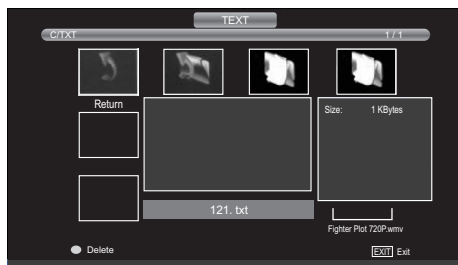 TEXT
C/TXT 1 / 1
Return
Size: 1 KBytes
121. txt
Fighter Plot 720P.wmv
Delete
EXIT Exit